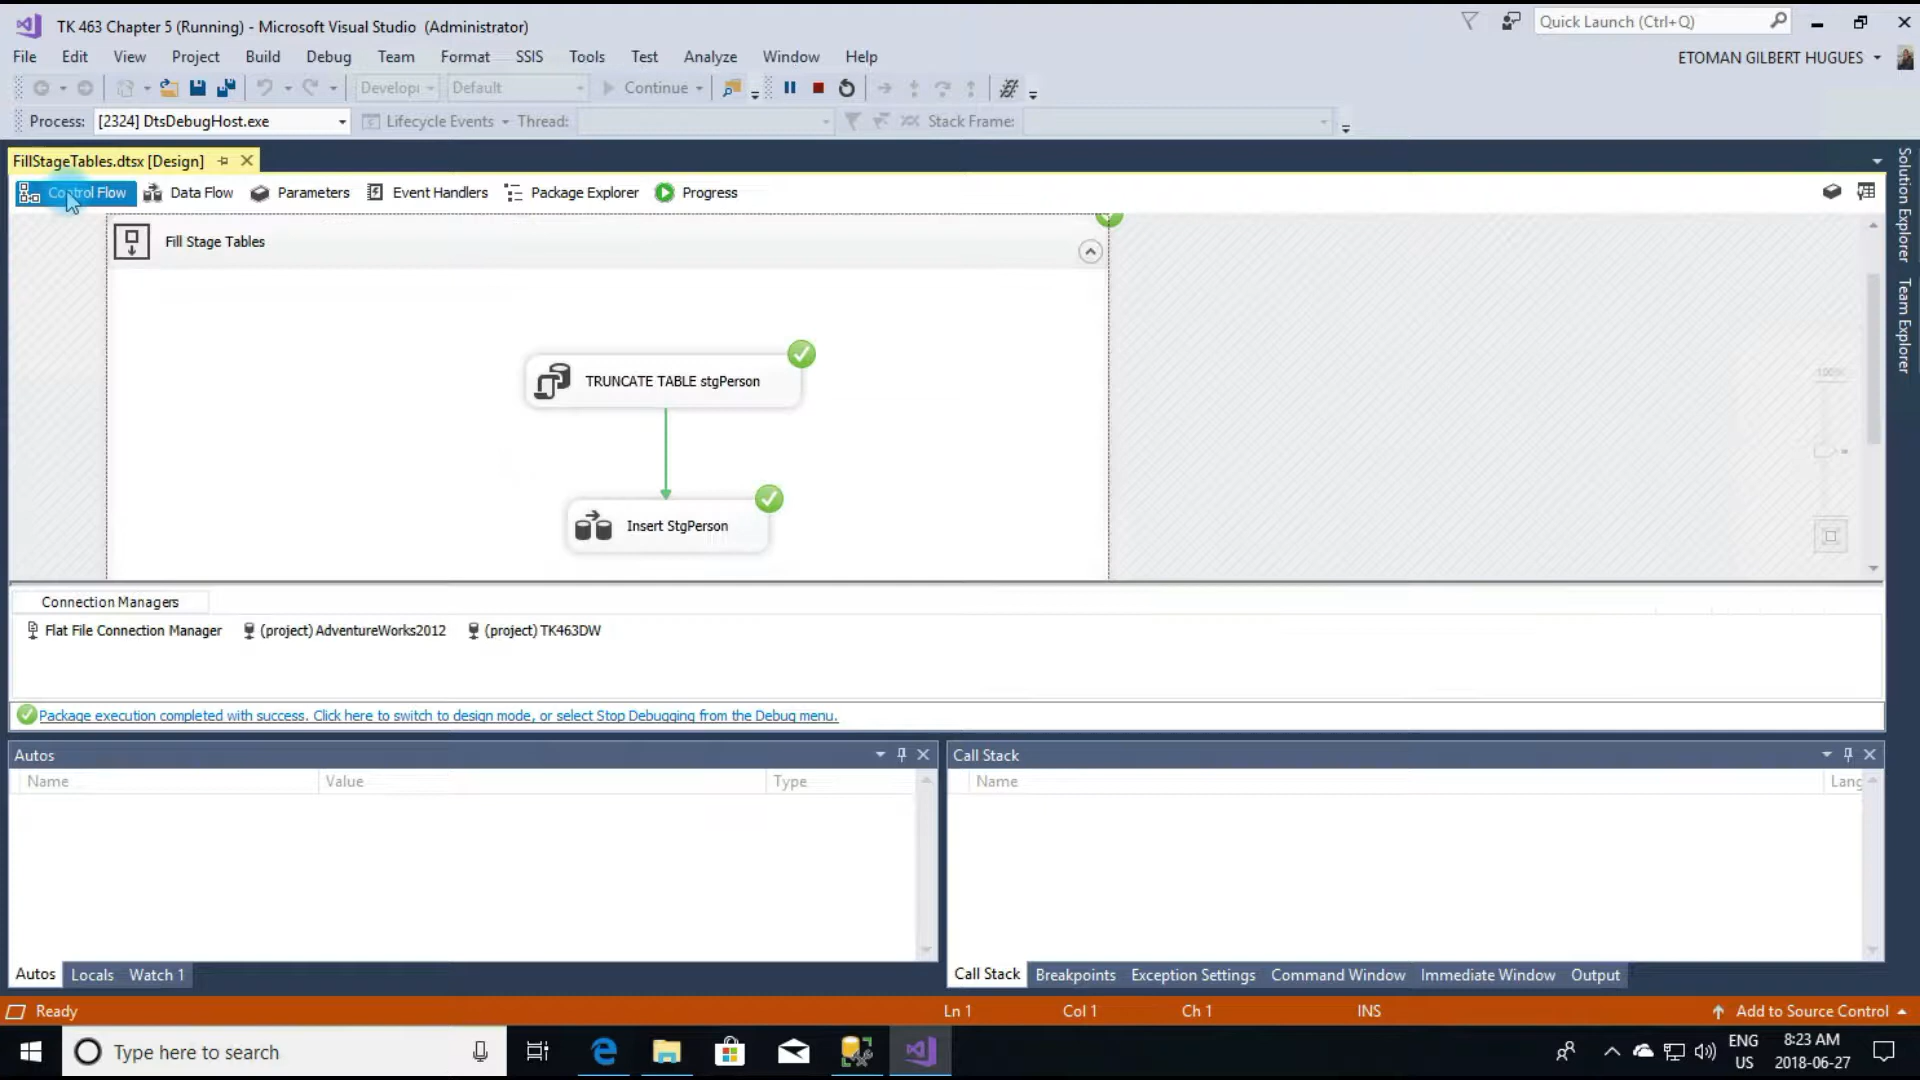 TK 463 Chapter 5 (Running) - Microsoft Visual Studio (Administrator)
Quick Launch (Ctrl+Q)
File Edit View Project Build Debug Team Format SSIS Tools Test Analyze Window Help
ETOMAN GILBERT HUGUES
Developi Default Continue
Process: [2324] DtsDebugHost.exe Lifecycle Events Thread: Stack Frame:
FillStageTables.dtsx [Design]
Control Flow Data Flow Parameters Event Handlers Package Explorer Progress
Solution Explorer
Team Explorer
Fill Stage Tables
100%
TRUNCATE TABLE stgPerson
Insert StgPerson
Connection Managers
Flat File Connection Manager (project) AdventureWorks2012 (project) TK463DW
Package execution completed with success. Click here to switch to design mode, or select Stop Debugging from the Debug menu.
Autos
Name Value Type
Call Stack
Name Lang
Autos Locals Watch 1
Call Stack Breakpoints Exception Settings Command Window Immediate Window Output
Ready Ln 1 Col 1 Ch 1 INS Add to Source Control
Type here to search
ENG
US
8:23 AM
2018-06-27